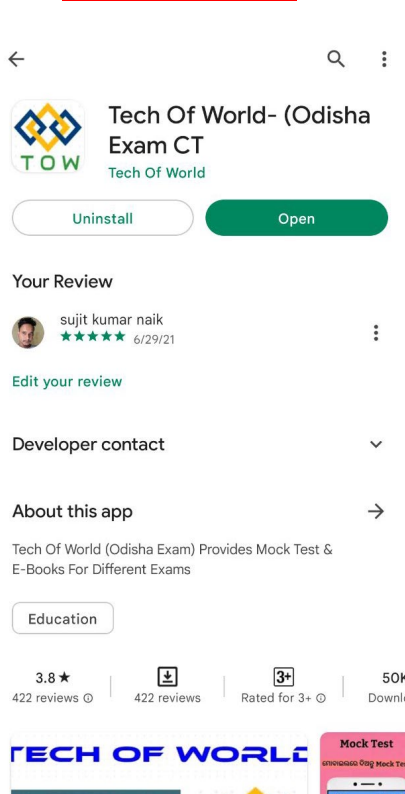 TOW
Tech Of World- (Odisha
Exam CT
Tech Of World
Uninstall
Open
Your Review
sujit kumar naik
★★★★★ 6/29/21
Edit your review
Developer contact
About this app
Tech Of World (Odisha Exam) Provides Mock Test &
E-Books For Different Exams
Education
3.8★
422 reviews
422 reviews
3+
Rated for 3+
50K
Downl
TECH OF WORLD
Mock Test
Mock Tes